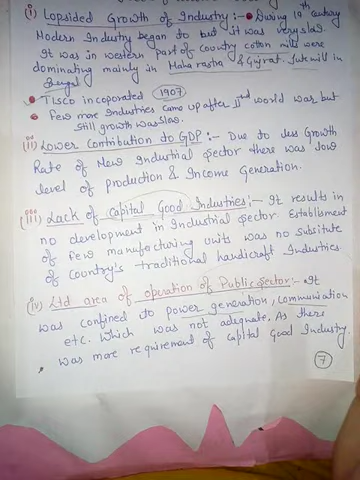 (i) Lopsided Growth of Industry :- • During 19th century
Modern Industry began to but it was very slow.
It was in western part of country cotton mill were
dominating mainly in Maharastra & Gujrat. Jute mill in
Bengal
• TISCO incoporated 1907
• Few more Industries came up after IInd world war but
still growth was slow.
(ii) Lower Contribution to GDP :- Due to less Growth
Rate of New Industrial Sector there was low
level of production & Income Generation.
(iii) Lack of Capital Good Industries :- It results in
no development in Industrial Sector. Establisment
of few manufacturing units was no subsitute
of Country's traditional handicraft Industries.
(iv) Ltd area of operation of Public Sector :- It
was confined to power generation, communication
etc. Which was not adequate. As there
was more requirement of Capital Good Industry.
7